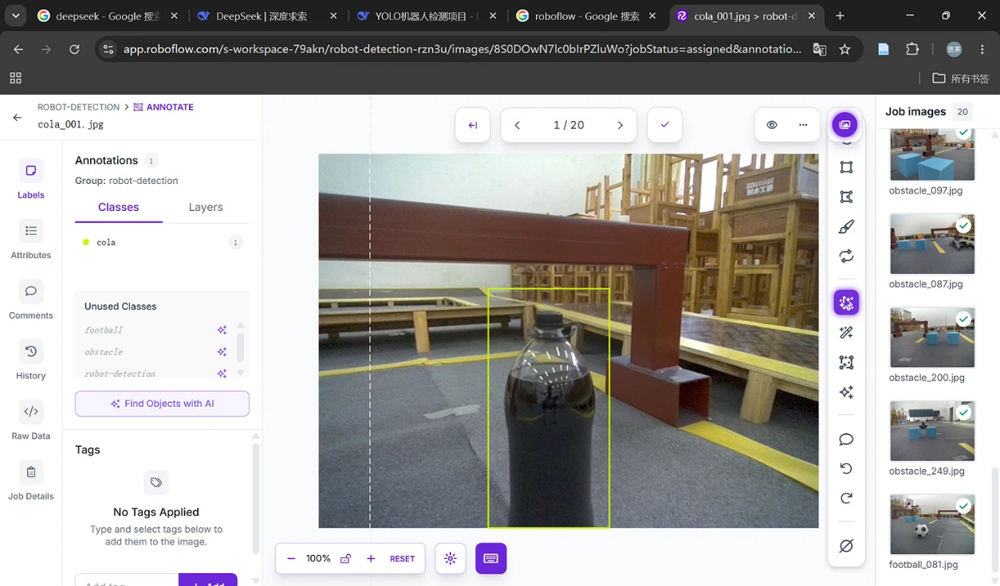 deepseek - Google 搜索
DeepSeek | 深度求索
YOLO机器人检测项目 -
roboflow - Google 搜索
cola_001.jpg > robot-d
app.roboflow.com/s-workspace-79akn/robot-detection-rzn3u/images/8S0DOwN7lc0bIrPZluWo?jobStatus=assigned&annotatio...
思茅
所有书签
ROBOT-DETECTION > ANNOTATE
cola_001.jpg
Labels
Attributes
Comments
History
Raw Data
Job Details
Annotations 1
Group: robot-detection
Classes Layers
cola 1
Unused Classes
football
obstacle
robot-detection
Find Objects with AI
Tags
No Tags Applied
Type and select tags below to
add them to the image.
Add tag
+ Add
1 / 20
100%
RESET
Job images 20
obstacle_097.jpg
obstacle_087.jpg
obstacle_200.jpg
obstacle_249.jpg
football_081.jpg